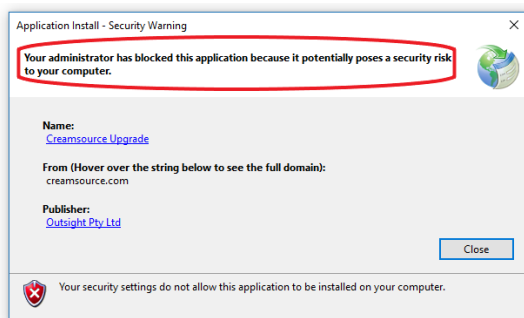 Application Install - Security Warning
Your administrator has blocked this application because it potentially poses a security risk
to your computer.
Name:
Creamsource Upgrade
From (Hover over the string below to see the full domain):
creamsource.com
Publisher:
Outsight Pty Ltd
Close
Your security settings do not allow this application to be installed on your computer.